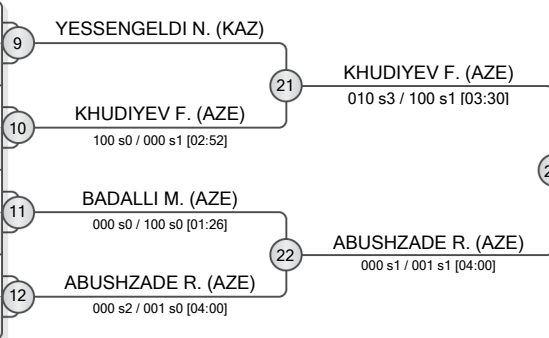 YESSENGELDI N. (KAZ)
9
21
KHUDIYEV F. (AZE)
010 s3 / 100 s1 [03:30]
KHUDIYEV F. (AZE)
10
100 s0 / 000 s1 [02:52]
BADALLI M. (AZE)
11
000 s0 / 100 s0 [01:26]
22
ABUSHZADE R. (AZE)
000 s1 / 001 s1 [04:00]
ABUSHZADE R. (AZE)
12
000 s2 / 001 s0 [04:00]